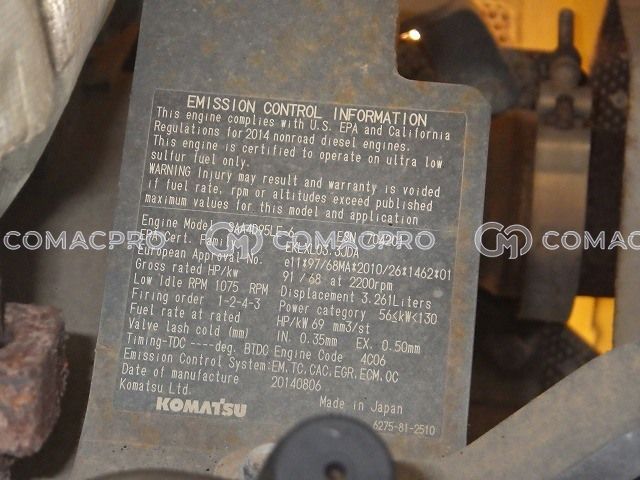 EMISSION CONTROL INFORMATION
This engine complies with U.S. EPA and California
Regulations for 2014 nonroad diesel engines.
This engine is certified to operate on ultra low
sulfur fuel only.
WARNING Injury may result and warranty is voided
if fuel rate, rpm or altitudes exceed published
maximum values for this model and application
Engine Model SAA4D95LE-6 ESN
EPA Cert. Family
European Approval No. e11*97/68MA*2010/26*1462*01
Gross rated HP/kw 91/68 at 2200rpm
Low Idle RPM 1075 RPM Displacement 3.261Liters
Firing order 1-2-4-3 Power category 56≤kW<130
Fuel rate at rated HP/kW 69 mm3/st
Valve lash cold (mm) IN. 0.35mm EX. 0.50mm
Timing-TDC ----deg. BTDC Engine Code 4C06
Emission Control System: EM,TC,CAC,EGR,ECM,OC
Date of manufacture 20140806
Komatsu Ltd.
KOMATSU Made in Japan
6275-81-2510
COMACPRO COMACPRO COMACPRO